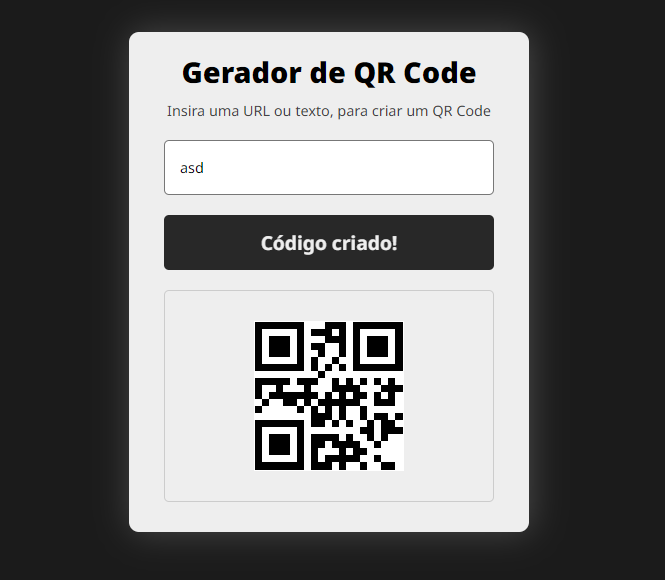 Gerador de QR Code
Insira uma URL ou texto, para criar um QR Code
asd
Código criado!